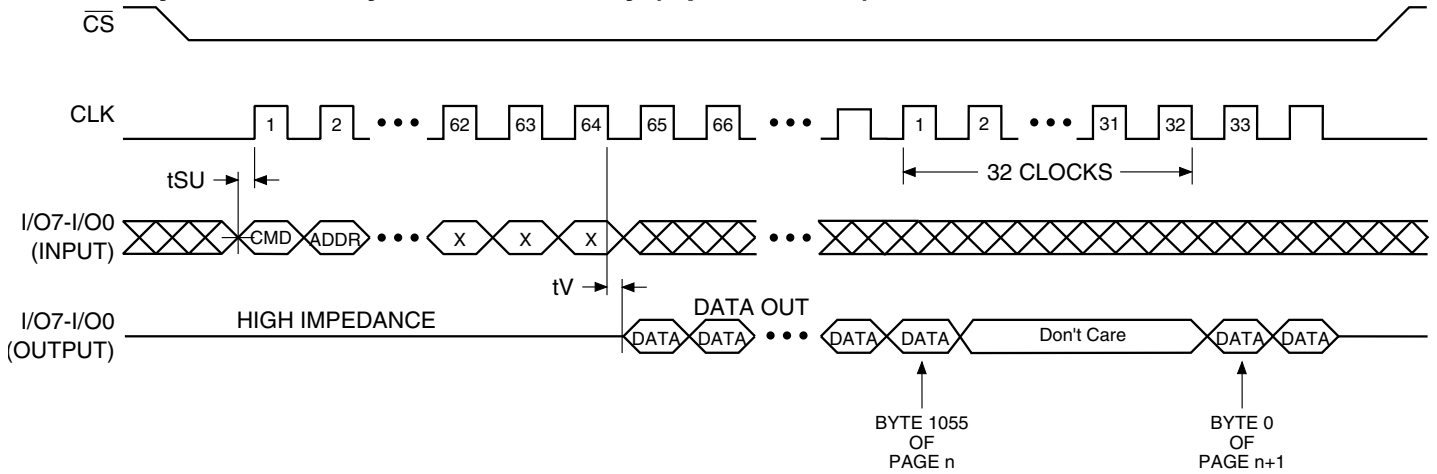 CS
CLK
1 2 ••• 62 63 64 65 66 ••• 1 2 ••• 31 32 33
tSU
32 CLOCKS
I/O7-I/O0
(INPUT)
CMD ADDR ••• X X X •••
tV
DATA OUT
I/O7-I/O0
(OUTPUT)
HIGH IMPEDANCE
DATA DATA ••• DATA DATA Don't Care DATA DATA
BYTE 1055
OF
PAGE n
BYTE 0
OF
PAGE n+1